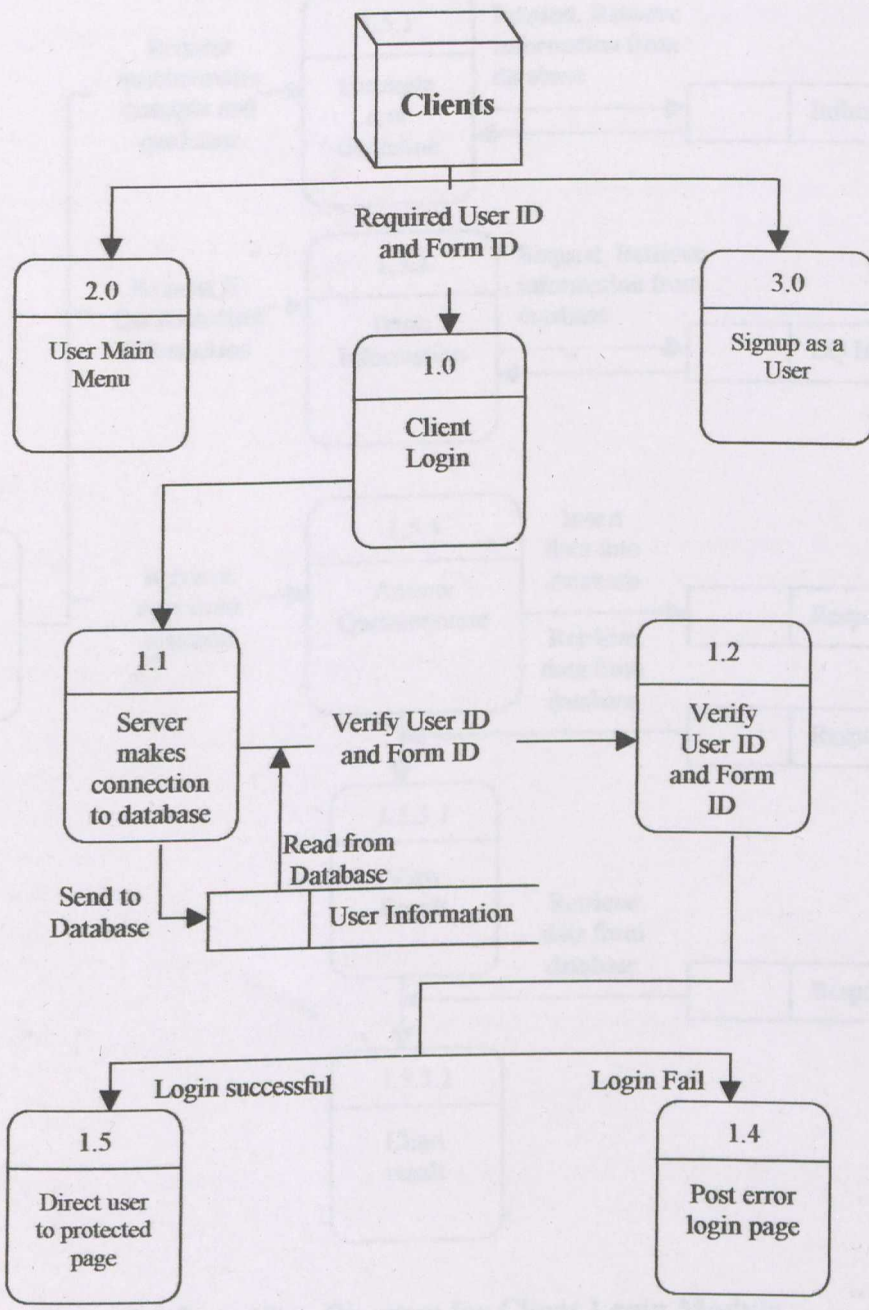 Clients
Required User ID
and Form ID
2.0
User Main
Menu
3.0
Signup as a
User
1.0
Client
Login
1.1
Server
makes
connection
to database
Verify User ID
and Form ID
1.2
Verify
User ID
and Form
ID
Read from
Database
Send to
Database
User Information
Login successful
Login Fail
1.5
Direct user
to protected
page
1.4
Post error
login page